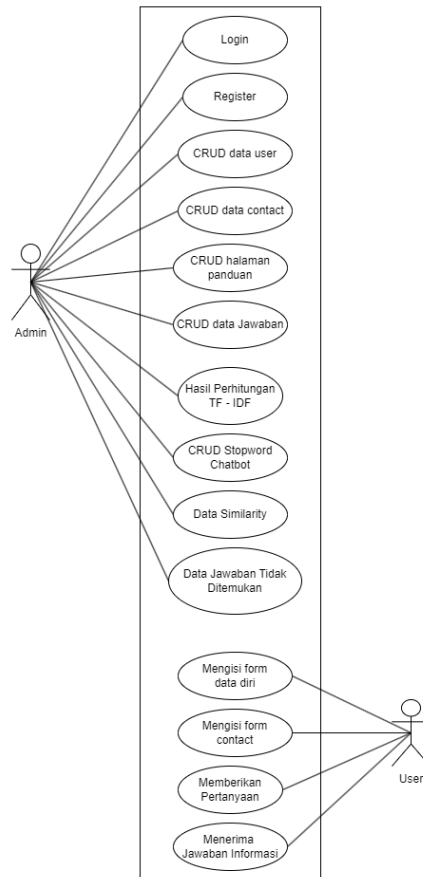 Login
Register
CRUD data user
CRUD data contact
CRUD halaman
panduan
CRUD data Jawaban
Admin
Hasil Perhitungan
TF - IDF
CRUD Stopword
Chatbot
Data Similarity
Data Jawaban Tidak
Ditemukan
Mengisi form
data diri
Mengisi form
contact
User
Memberikan
Pertanyaan
Menerima
Jawaban Informasi